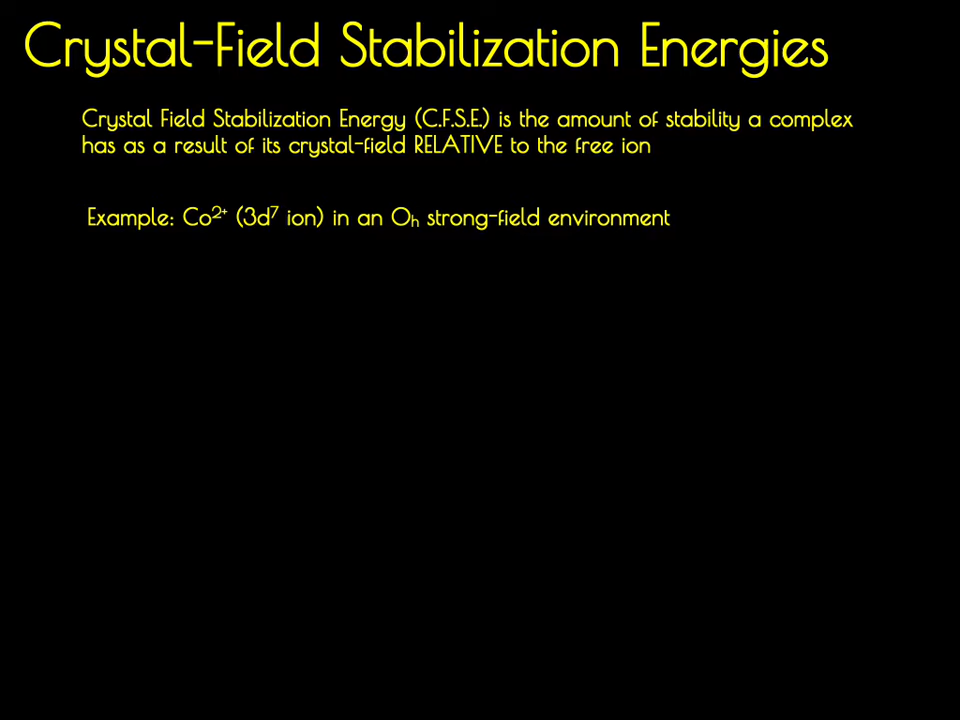 Crystal-Field Stabilization Energies
Crystal Field Stabilization Energy (C.F.S.E.) is the amount of stability a complex
has as a result of its crystal-field RELATIVE to the free ion
Example: Co²⁺ (3d⁷ ion) in an Oₕ strong-field environment